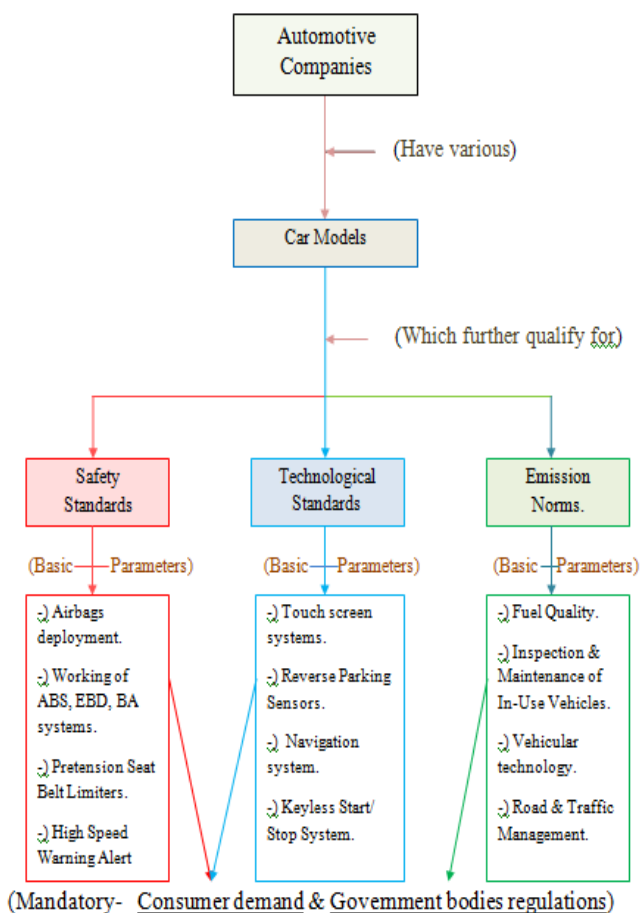 Automotive
Companies
(Have various)
Car Models
(Which further qualify for)
Safety
Standards
Technological
Standards
Emission
Norms.
(Basic Parameters)
(Basic Parameters)
(Basic Parameters)
-) Airbags
deployment.
-) Working of
ABS, EBD, BA
systems.
-) Pretension Seat
Belt Limiters.
-) High Speed
Warning Alert
-) Touch screen
systems.
-) Reverse Parking
Sensors.
-) Navigation
system.
-) Keyless Start/
Stop System.
-) Fuel Quality.
-) Inspection &
Maintenance of
In-Use Vehicles.
-) Vehicular
technology.
-) Road & Traffic
Management.
(Mandatory- Consumer demand & Government bodies regulations)